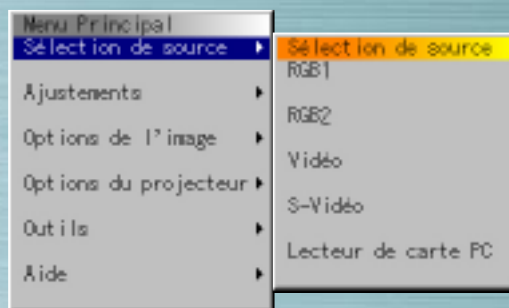 Menu Principal
Sélection de source
Ajustements
Options de l'image
Options du projecteur
Outils
Aide
Sélection de source
RGB1
RGB2
Vidéo
S-Vidéo
Lecteur de carte PC